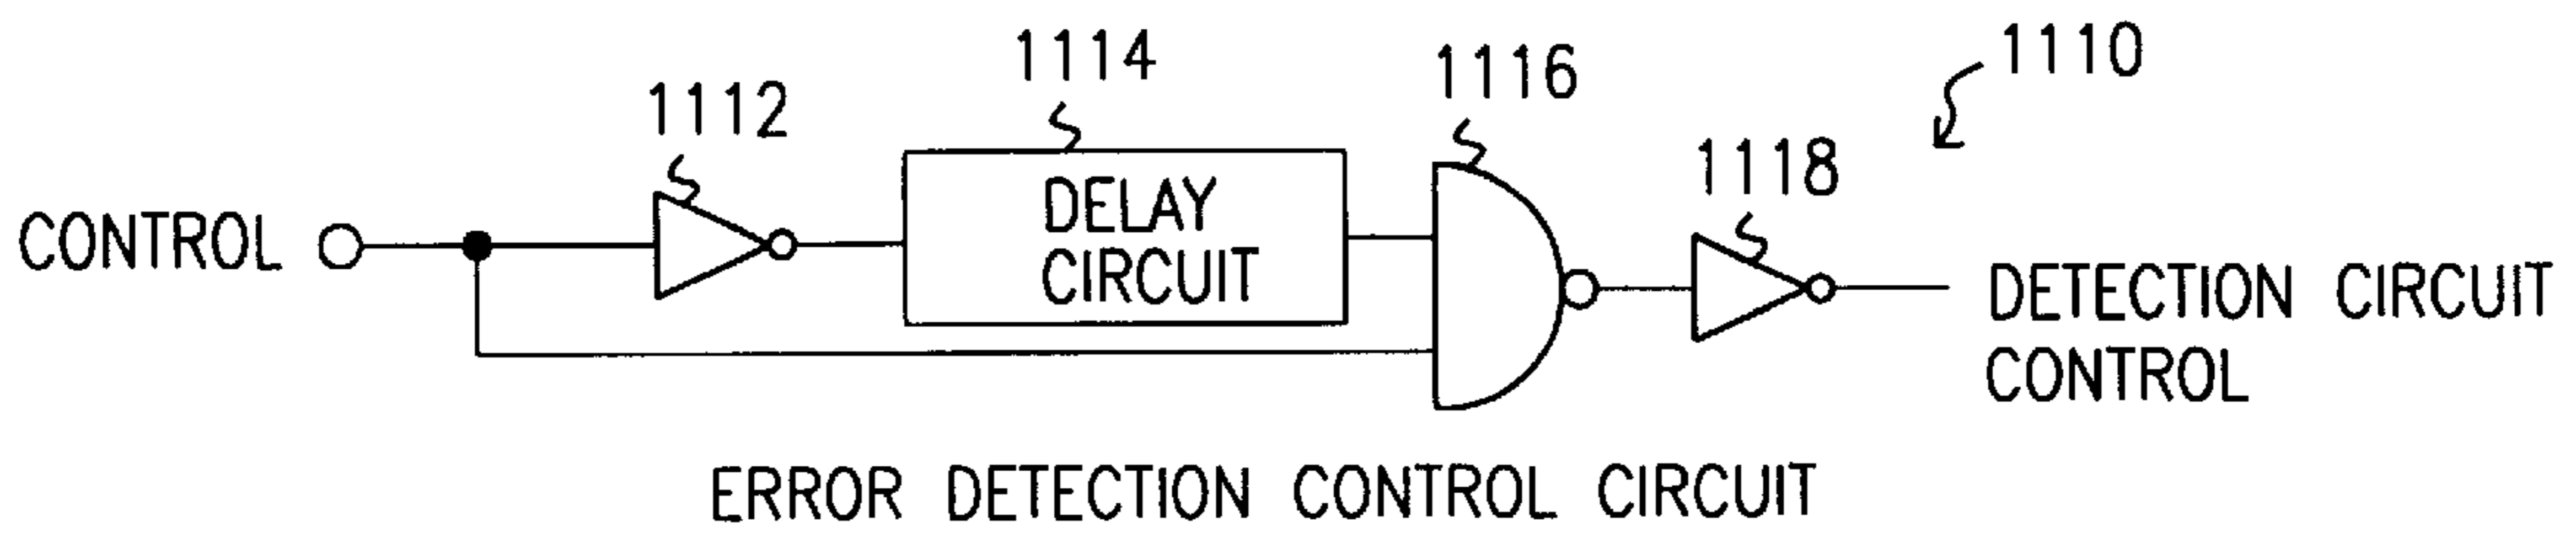 1110
1114
1116
1112
1118
CONTROL
DELAY
CIRCUIT
DETECTION CIRCUIT
CONTROL
ERROR DETECTION CONTROL CIRCUIT